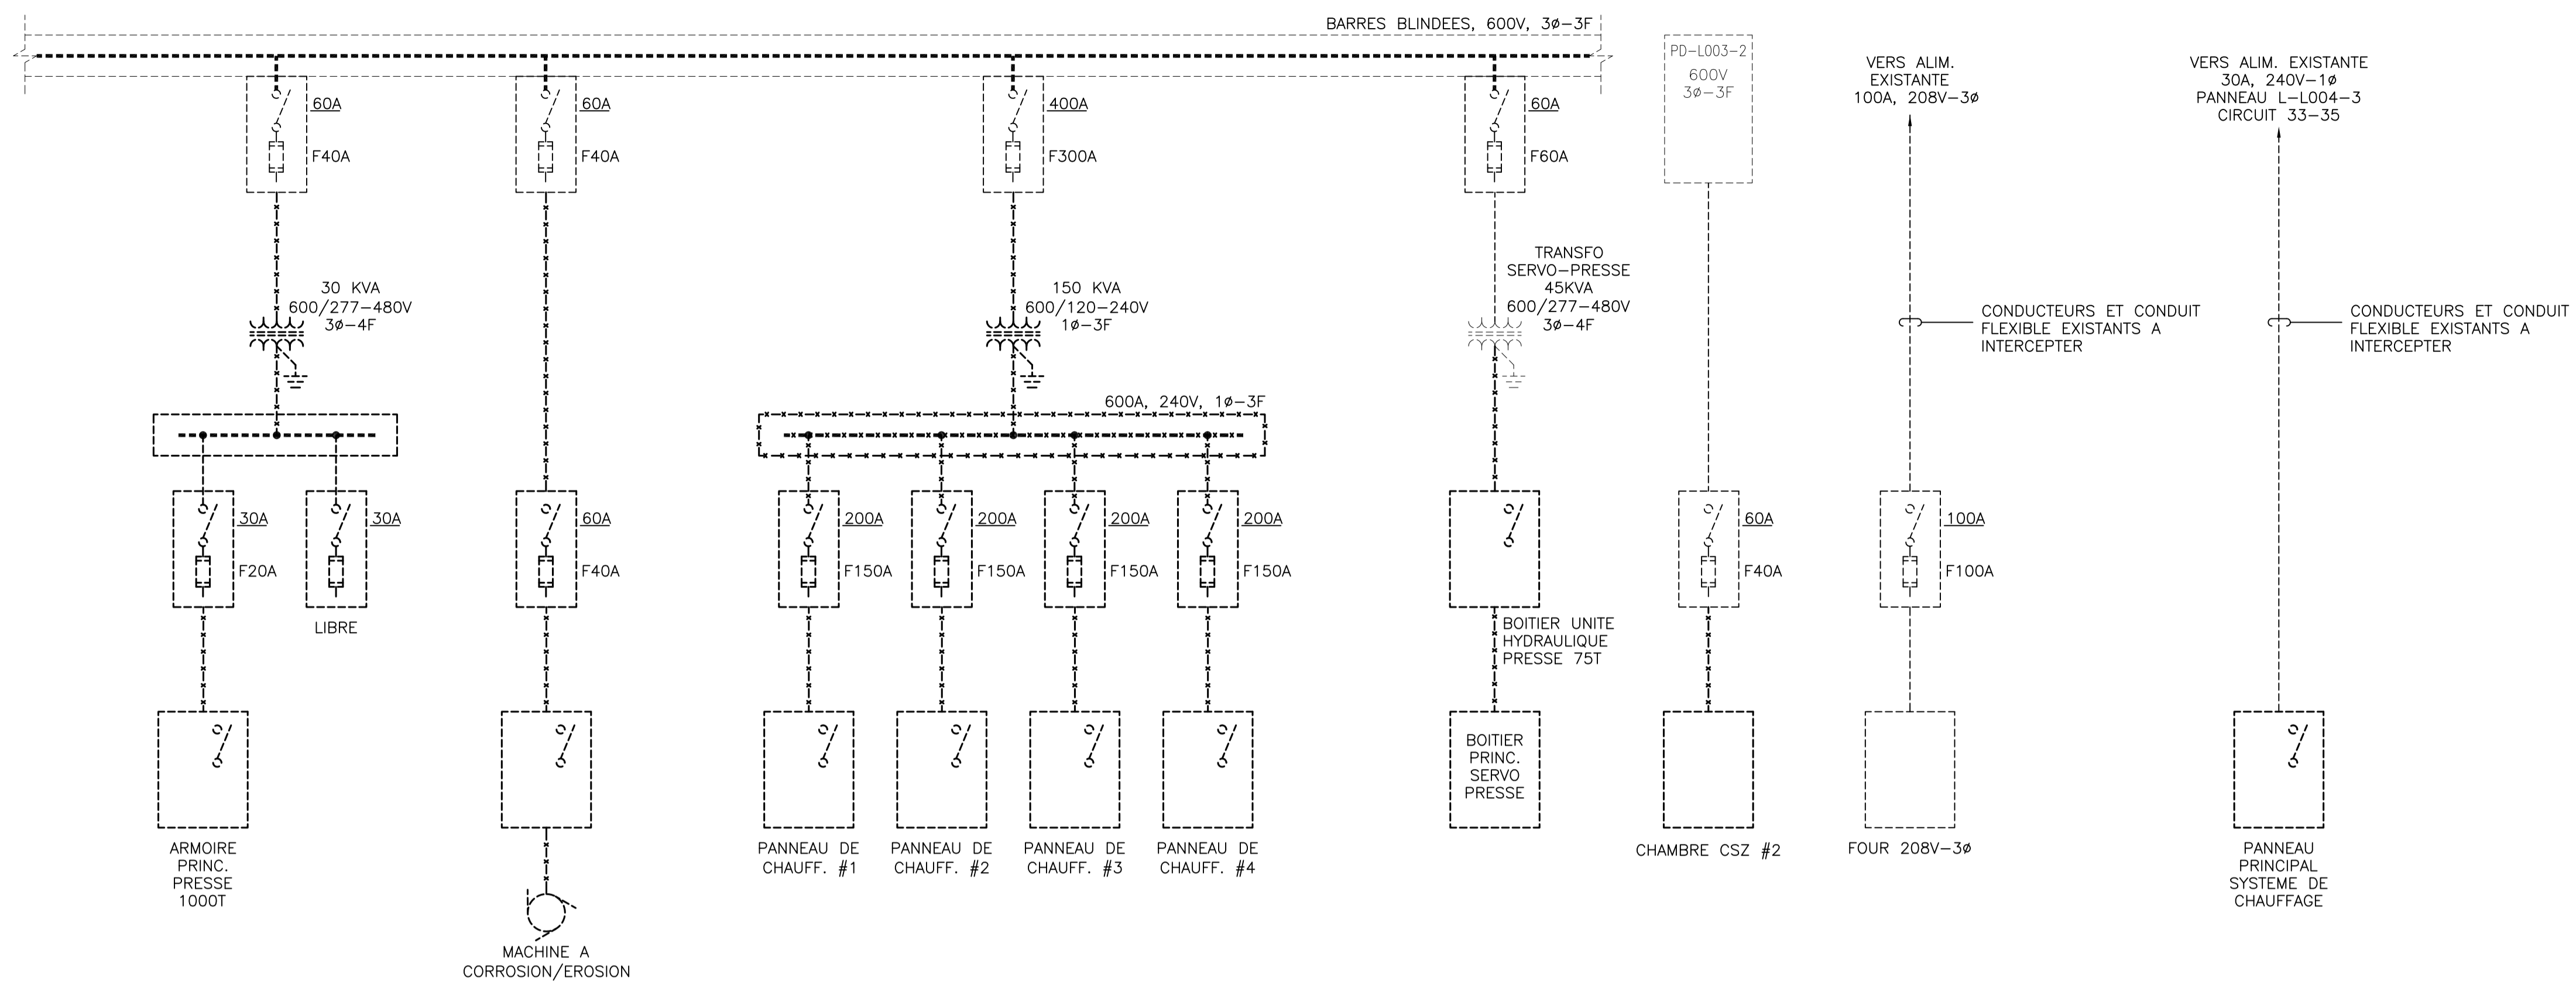 BARRES BLINDEES, 600V, 3ø-3F
60A
F40A
60A
F40A
400A
F300A
60A
F60A
PD-L003-2
600V
3ø-3F
VERS ALIM.
EXISTANTE
100A, 208V-3ø
VERS ALIM. EXISTANTE
30A, 240V-1ø
PANNEAU L-L004-3
CIRCUIT 33-35
30 KVA
600/277-480V
3ø-4F
150 KVA
600/120-240V
1ø-3F
TRANSFO
SERVO-PRESSE
45KVA
600/277-480V
3ø-4F
CONDUCTEURS ET CONDUIT
FLEXIBLE EXISTANTS A
INTERCEPTER
CONDUCTEURS ET CONDUIT
FLEXIBLE EXISTANTS A
INTERCEPTER
600A, 240V, 1ø-3F
30A
F20A
30A
LIBRE
60A
F40A
200A
F150A
200A
F150A
200A
F150A
200A
F150A
BOITIER UNITE
HYDRAULIQUE
PRESSE 75T
60A
F40A
100A
F100A
BOITIER
PRINC.
SERVO
PRESSE
ARMOIRE
PRINC.
PRESSE
1000T
MACHINE A
CORROSION/EROSION
PANNEAU DE
CHAUFF. #1
PANNEAU DE
CHAUFF. #2
PANNEAU DE
CHAUFF. #3
PANNEAU DE
CHAUFF. #4
CHAMBRE CSZ #2
FOUR 208V-3ø
PANNEAU
PRINCIPAL
SYSTEME DE
CHAUFFAGE